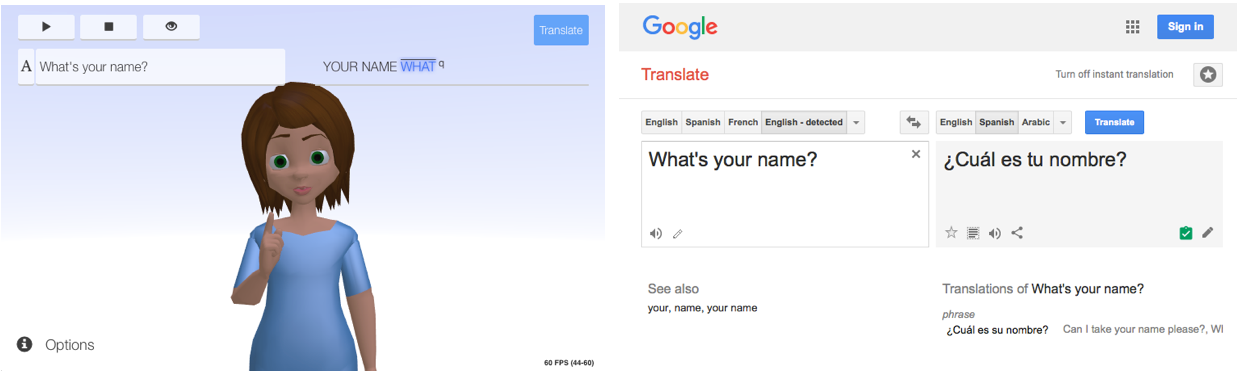 Translate
A What's your name?
YOUR NAME WHAT q
Options
60 FPS (44-60)
Google
Sign in
Translate
Turn off instant translation
English Spanish French English - detected
English Spanish Arabic
Translate
What's your name?
¿Cuál es tu nombre?
See also
your, name, your name
Translations of What's your name?
phrase
¿Cuál es su nombre? Can I take your name please?, WI